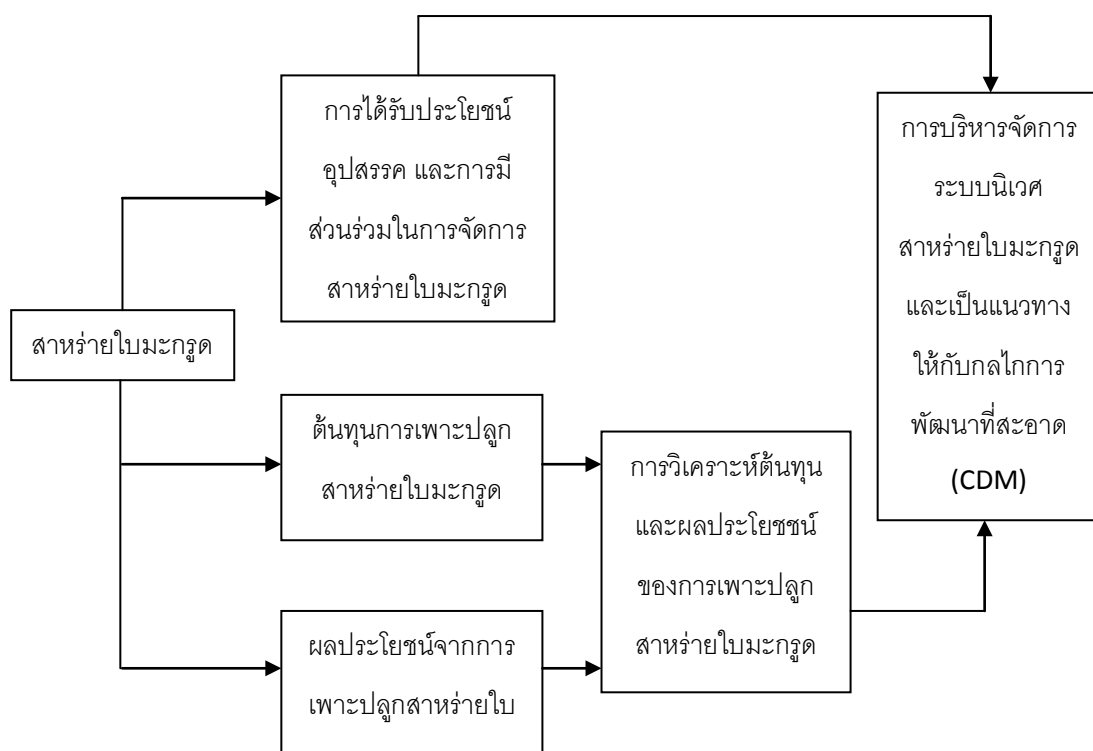 การได้รับประโยชน์
อุปสรรค และการมี
ส่วนร่วมในการจัดการ
สาหร่ายใบมะกรูด
สาหร่ายใบมะกรูด
ต้นทุนการเพาะปลูก
สาหร่ายใบมะกรูด
ผลประโยชน์จากการ
เพาะปลูกสาหร่ายใบ
การวิเคราะห์ต้นทุน
และผลประโยชชน์
ของการเพาะปลูก
สาหร่ายใบมะกรูด
การบริหารจัดการ
ระบบนิเวศ
สาหร่ายใบมะกรูด
และเป็นแนวทาง
ให้กับกลไกการ
พัฒนาที่สะอาด
(CDM)